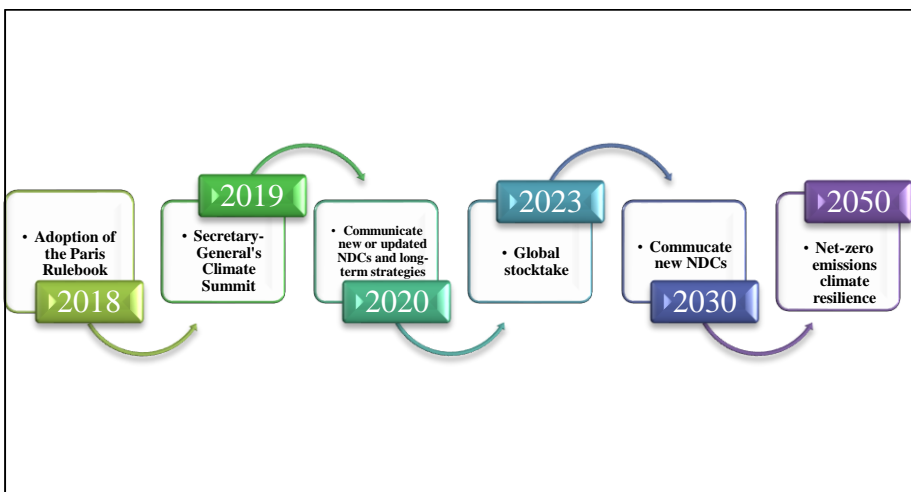 • Adoption of
the Paris
Rulebook
2018
2019
• Secretary-
General's
Climate
Summit
• Communicate
new or updated
NDCs and long-
term strategies
2020
2023
• Global
stocktake
• Commucate
new NDCs
2030
2050
• Net-zero
emissions
climate
resilience